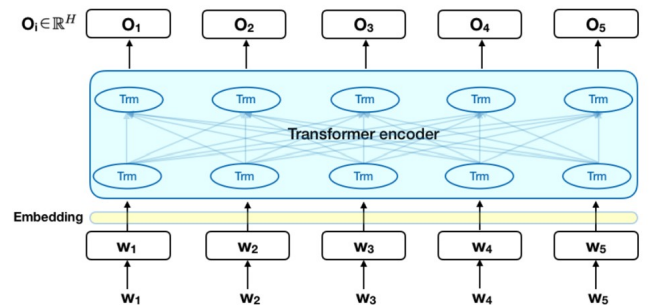 Oᵢ∈ℝᴴ O₁ O₂ O₃ O₄ O₅
Trm Trm Trm Trm Trm
Transformer encoder
Trm Trm Trm Trm Trm
Embedding
W₁ W₂ W₃ W₄ W₅
W₁ W₂ W₃ W₄ W₅